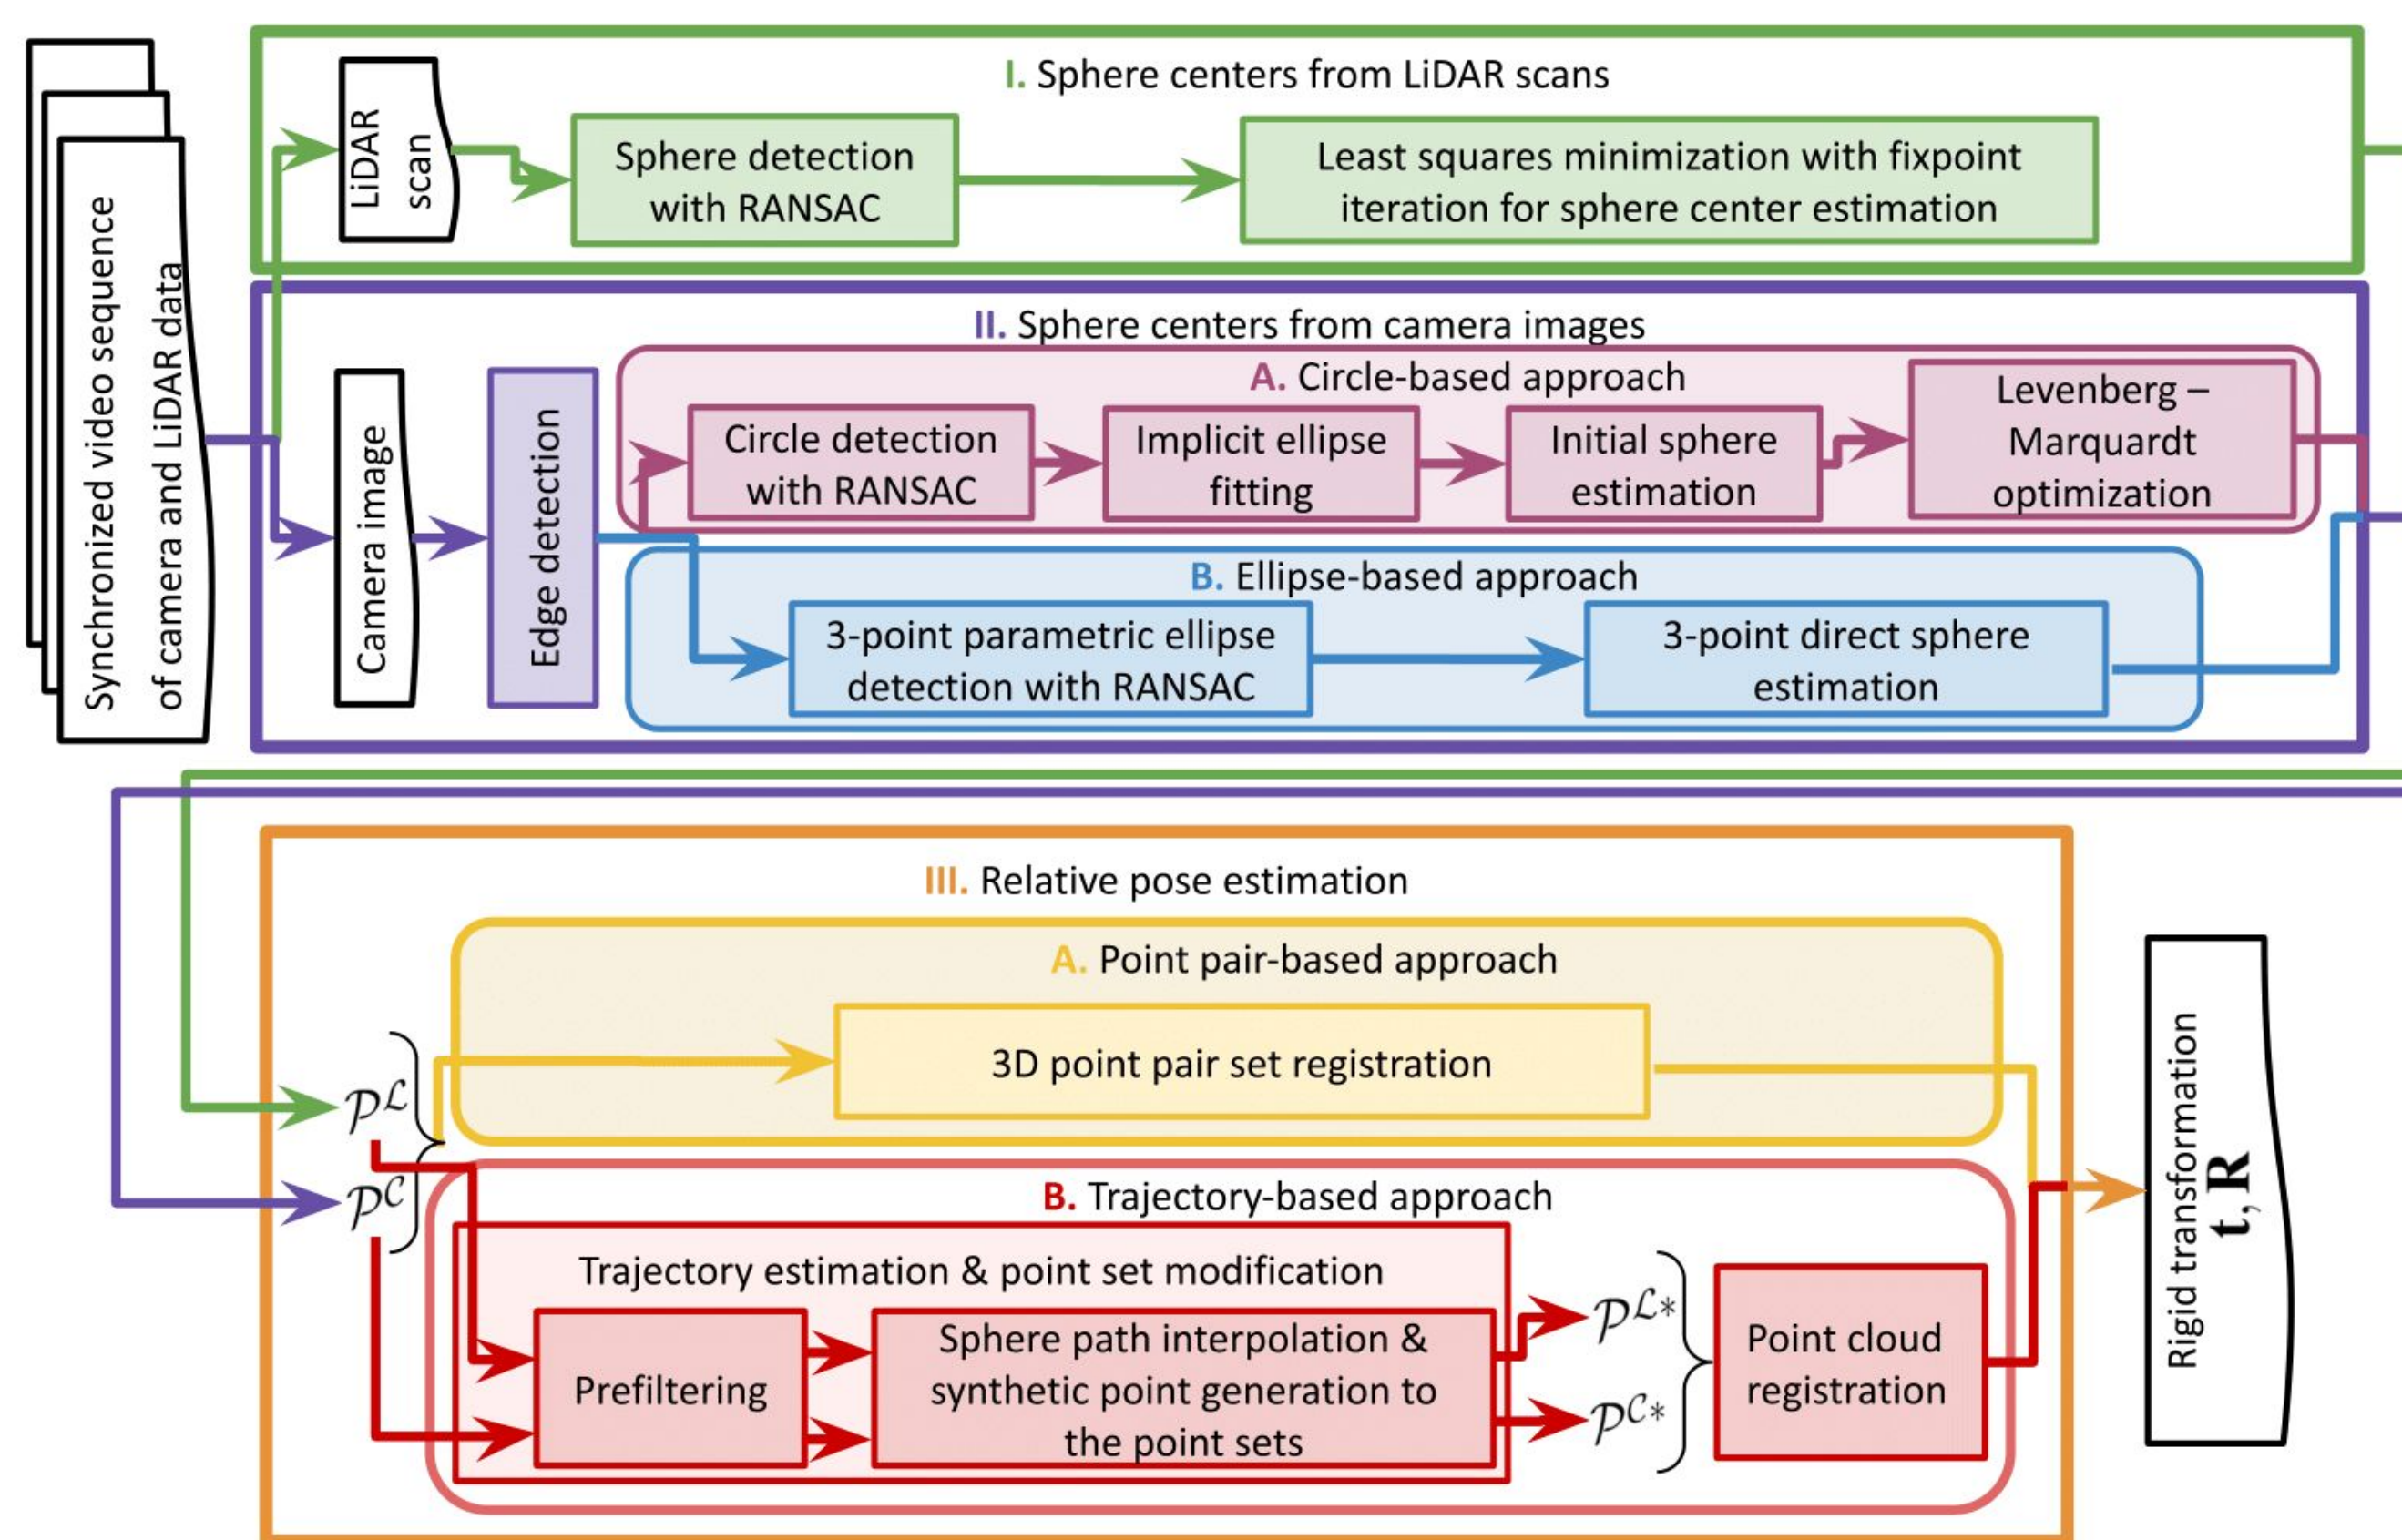 Synchronized video sequence
of camera and LiDAR data
I. Sphere centers from LiDAR scans
LiDAR
scan
Sphere detection
with RANSAC
Least squares minimization with fixpoint
iteration for sphere center estimation
II. Sphere centers from camera images
Camera image
Edge detection
A. Circle-based approach
Circle detection
with RANSAC
Implicit ellipse
fitting
Initial sphere
estimation
Levenberg –
Marquardt
optimization
B. Ellipse-based approach
3-point parametric ellipse
detection with RANSAC
3-point direct sphere
estimation
III. Relative pose estimation
A. Point pair-based approach
3D point pair set registration
𝒫^ℒ
𝒫^𝒞
B. Trajectory-based approach
Trajectory estimation & point set modification
Prefiltering
Sphere path interpolation &
synthetic point generation to
the point sets
𝒫^ℒ*
𝒫^𝒞*
Point cloud
registration
Rigid transformation
t, R